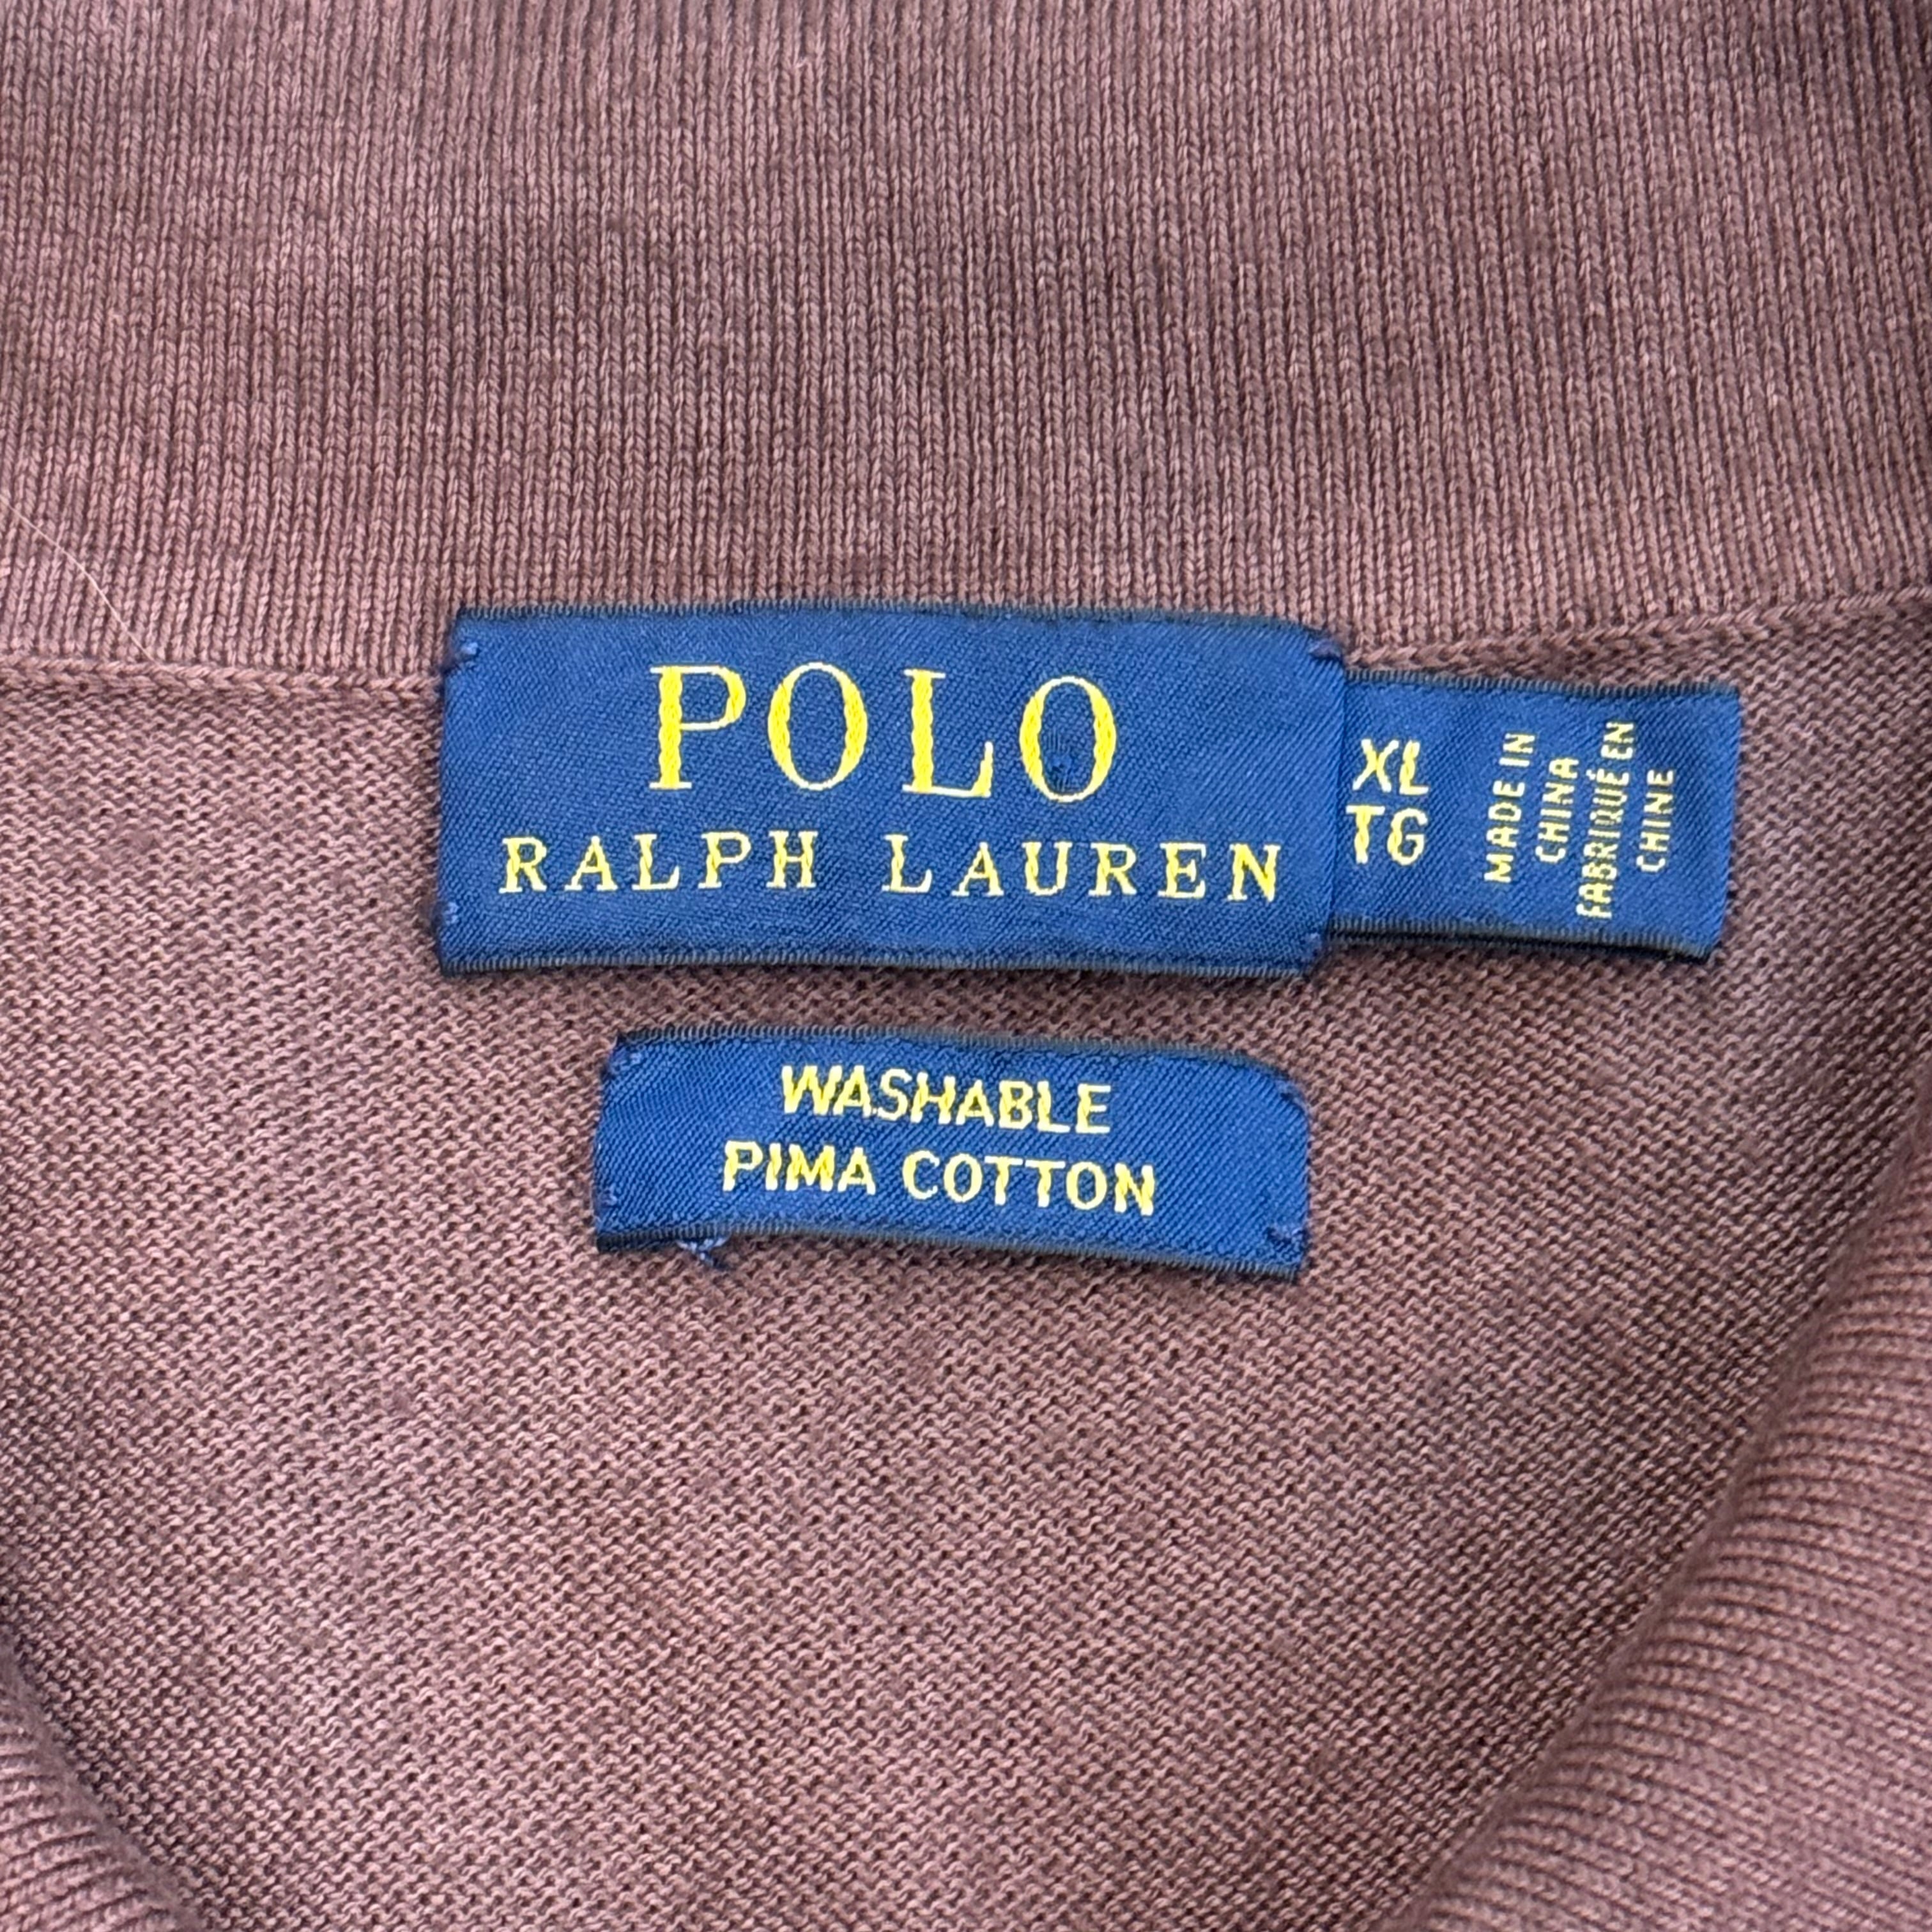 POLO
RALPH LAUREN
XL
TG
MADE IN
CHINA
FABRIQUÉ EN
CHINE
WASHABLE
PIMA COTTON